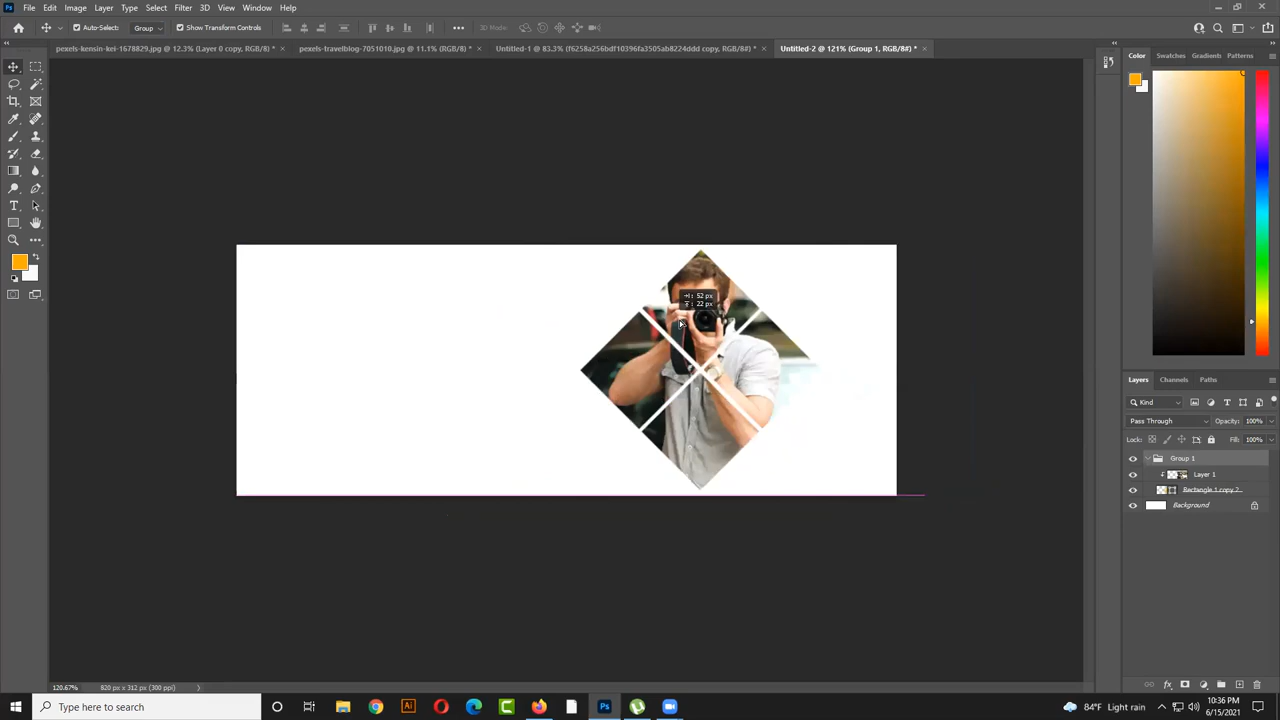 File Edit Image Layer Type Select Filter 3D View Window Help
Auto-Select: Group Show Transform Controls 3D Mode:
pexels-kensin-kei-1678829.jpg @ 12.3% (Layer 0 copy, RGB/8) * ×
pexels-travelblog-7051010.jpg @ 11.1% (RGB/8) * ×
Untitled-1 @ 83.3% (f6258a256bdf10396fa3505ab8224ddd copy, RGB/8#) * ×
Untitled-2 @ 121% (Group 1, RGB/8#) * ×
Color Swatches Gradients Patterns
52 px
22 px
Layers Channels Paths
Kind
Pass Through Opacity: 100%
Lock: Fill: 100%
Group 1
Layer 1
Rectangle 1 copy 2
Background
120.67% 820 px x 312 px (300 ppi)
Type here to search
84°F Light rain
10:36 PM
6/15/2021